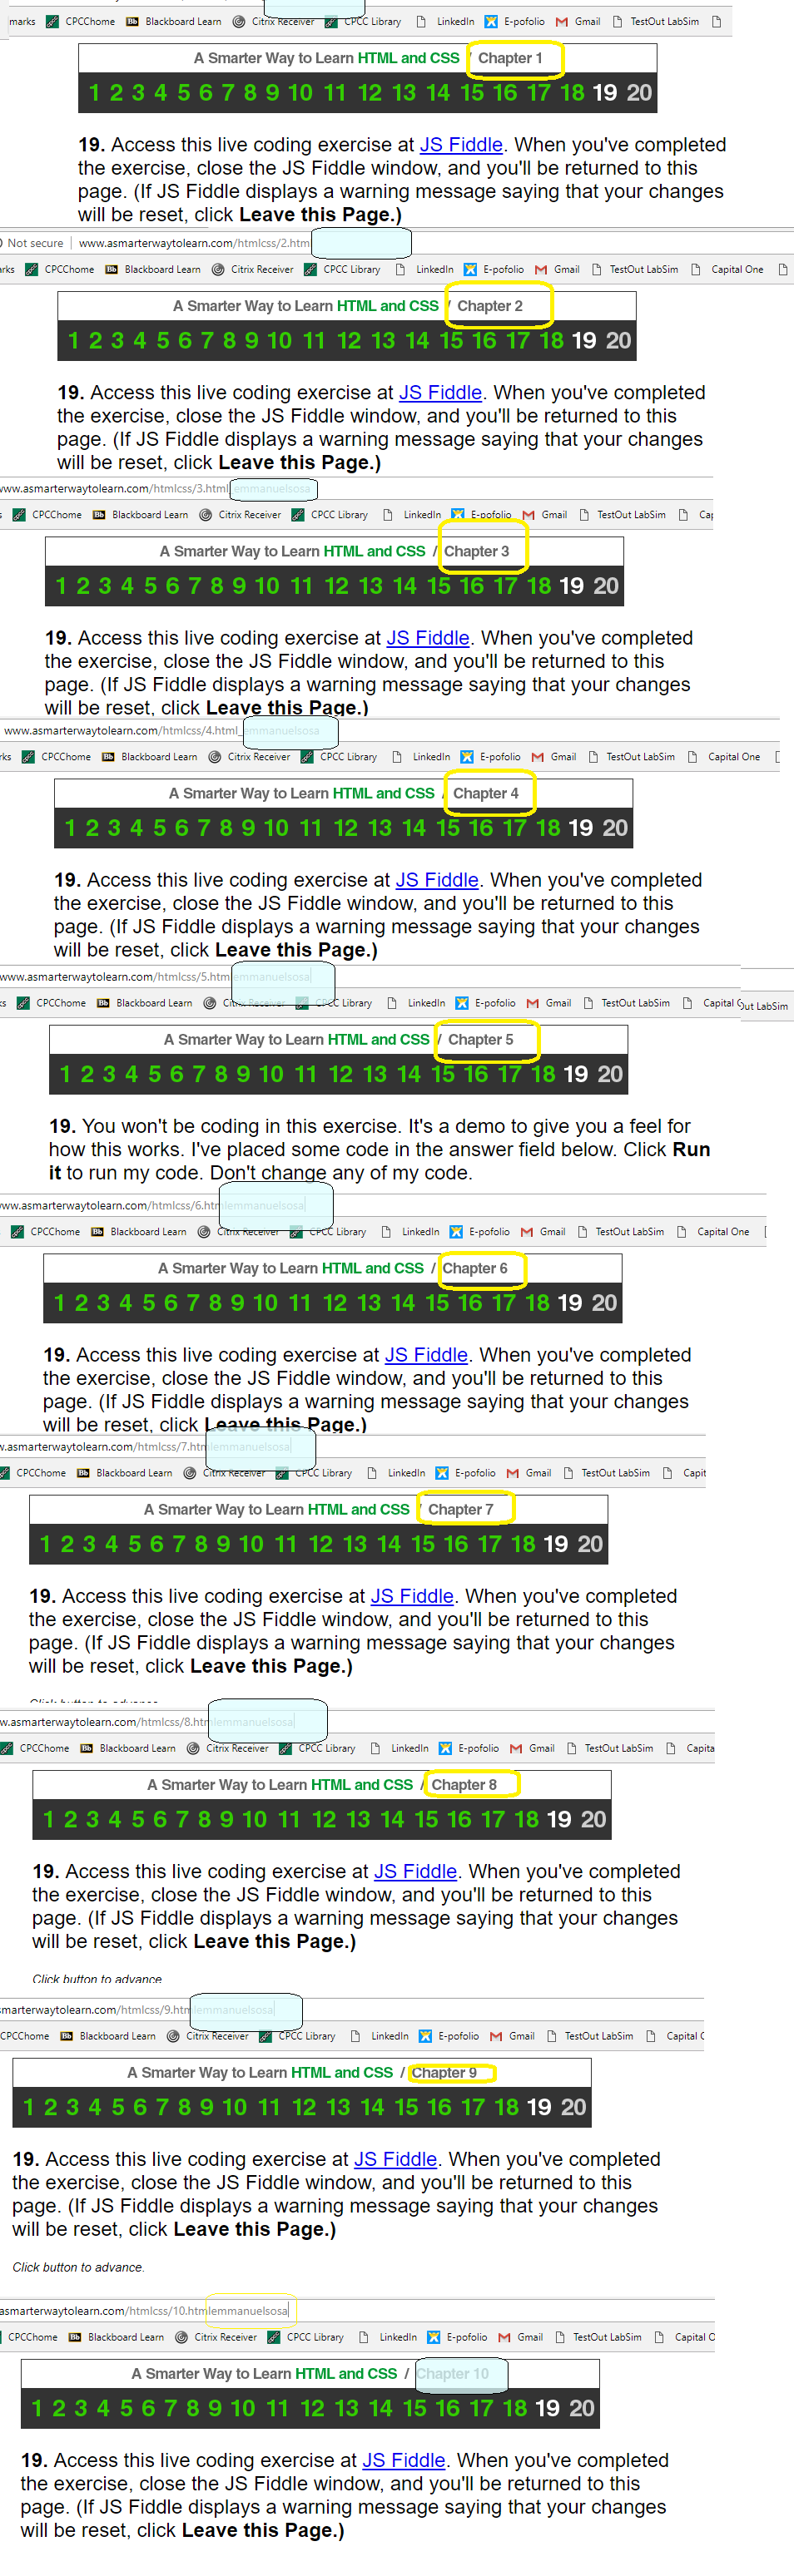 marks CPCChome Blackboard Learn Citrix Receiver CPCC Library LinkedIn E-pofolio Gmail TestOut LabSim
A Smarter Way to Learn HTML and CSS / Chapter 1
1 2 3 4 5 6 7 8 9 10 11 12 13 14 15 16 17 18 19 20
19. Access this live coding exercise at JS Fiddle. When you've completed
the exercise, close the JS Fiddle window, and you'll be returned to this
page. (If JS Fiddle displays a warning message saying that your changes
will be reset, click Leave this Page.)
Not secure | www.asmarterwaytolearn.com/htmlcss/2.htm
arks CPCChome Bb Blackboard Learn Citrix Receiver CPCC Library LinkedIn E-pofolio Gmail TestOut LabSim Capital One
A Smarter Way to Learn HTML and CSS / Chapter 2
1 2 3 4 5 6 7 8 9 10 11 12 13 14 15 16 17 18 19 20
19. Access this live coding exercise at JS Fiddle. When you've completed
the exercise, close the JS Fiddle window, and you'll be returned to this
page. (If JS Fiddle displays a warning message saying that your changes
will be reset, click Leave this Page.)
www.asmarterwaytolearn.com/htmlcss/3.html_emmanuelsosa
s CPCChome Bb Blackboard Learn Citrix Receiver CPCC Library LinkedIn E-pofolio Gmail TestOut LabSim Cap
A Smarter Way to Learn HTML and CSS / Chapter 3
1 2 3 4 5 6 7 8 9 10 11 12 13 14 15 16 17 18 19 20
19. Access this live coding exercise at JS Fiddle. When you've completed
the exercise, close the JS Fiddle window, and you'll be returned to this
page. (If JS Fiddle displays a warning message saying that your changes
will be reset, click Leave this Page.)
www.asmarterwaytolearn.com/htmlcss/4.html_emmanuelsosa
rks CPCChome Bb Blackboard Learn Citrix Receiver CPCC Library LinkedIn E-pofolio Gmail TestOut LabSim Capital One
A Smarter Way to Learn HTML and CSS / Chapter 4
1 2 3 4 5 6 7 8 9 10 11 12 13 14 15 16 17 18 19 20
19. Access this live coding exercise at JS Fiddle. When you've completed
the exercise, close the JS Fiddle window, and you'll be returned to this
page. (If JS Fiddle displays a warning message saying that your changes
will be reset, click Leave this Page.)
www.asmarterwaytolearn.com/htmlcss/5.htmlemmanuelsosa
ks CPCChome Bb Blackboard Learn Citrix Receiver CPCC Library LinkedIn E-pofolio Gmail TestOut LabSim Capital Out LabSim
A Smarter Way to Learn HTML and CSS / Chapter 5
1 2 3 4 5 6 7 8 9 10 11 12 13 14 15 16 17 18 19 20
19. You won't be coding in this exercise. It's a demo to give you a feel for
how this works. I've placed some code in the answer field below. Click Run
it to run my code. Don't change any of my code.
www.asmarterwaytolearn.com/htmlcss/6.htmlemmanuelsosa
CPCChome Bb Blackboard Learn Citrix Receiver CPCC Library LinkedIn E-pofolio Gmail TestOut LabSim Capital One
A Smarter Way to Learn HTML and CSS / Chapter 6
1 2 3 4 5 6 7 8 9 10 11 12 13 14 15 16 17 18 19 20
19. Access this live coding exercise at JS Fiddle. When you've completed
the exercise, close the JS Fiddle window, and you'll be returned to this
page. (If JS Fiddle displays a warning message saying that your changes
will be reset, click Leave this Page.)
w.asmarterwaytolearn.com/htmlcss/7.htmlemmanuelsosa
CPCChome Bb Blackboard Learn Citrix Receiver CPCC Library LinkedIn E-pofolio Gmail TestOut LabSim Capit
A Smarter Way to Learn HTML and CSS / Chapter 7
1 2 3 4 5 6 7 8 9 10 11 12 13 14 15 16 17 18 19 20
19. Access this live coding exercise at JS Fiddle. When you've completed
the exercise, close the JS Fiddle window, and you'll be returned to this
page. (If JS Fiddle displays a warning message saying that your changes
will be reset, click Leave this Page.)
Click button to advance
w.asmarterwaytolearn.com/htmlcss/8.htmlemmanuelsosa
CPCChome Bb Blackboard Learn Citrix Receiver CPCC Library LinkedIn E-pofolio Gmail TestOut LabSim Capita
A Smarter Way to Learn HTML and CSS / Chapter 8
1 2 3 4 5 6 7 8 9 10 11 12 13 14 15 16 17 18 19 20
19. Access this live coding exercise at JS Fiddle. When you've completed
the exercise, close the JS Fiddle window, and you'll be returned to this
page. (If JS Fiddle displays a warning message saying that your changes
will be reset, click Leave this Page.)
Click button to advance
smarterwaytolearn.com/htmlcss/9.htmlemmanuelsosa
CPCChome Bb Blackboard Learn Citrix Receiver CPCC Library LinkedIn E-pofolio Gmail TestOut LabSim Capital
A Smarter Way to Learn HTML and CSS / Chapter 9
1 2 3 4 5 6 7 8 9 10 11 12 13 14 15 16 17 18 19 20
19. Access this live coding exercise at JS Fiddle. When you've completed
the exercise, close the JS Fiddle window, and you'll be returned to this
page. (If JS Fiddle displays a warning message saying that your changes
will be reset, click Leave this Page.)
Click button to advance.
asmarterwaytolearn.com/htmlcss/10.htmlemmanuelsosa
CPCChome Bb Blackboard Learn Citrix Receiver CPCC Library LinkedIn E-pofolio Gmail TestOut LabSim Capital O
A Smarter Way to Learn HTML and CSS / Chapter 10
1 2 3 4 5 6 7 8 9 10 11 12 13 14 15 16 17 18 19 20
19. Access this live coding exercise at JS Fiddle. When you've completed
the exercise, close the JS Fiddle window, and you'll be returned to this
page. (If JS Fiddle displays a warning message saying that your changes
will be reset, click Leave this Page.)